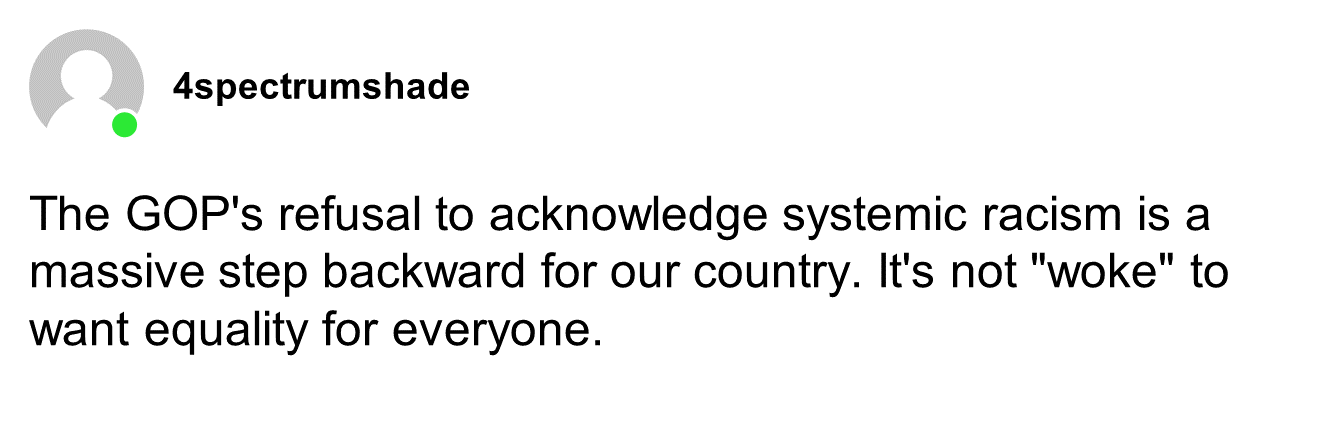 4spectrumshade
The GOP's refusal to acknowledge systemic racism is a
massive step backward for our country. It's not "woke" to
want equality for everyone.